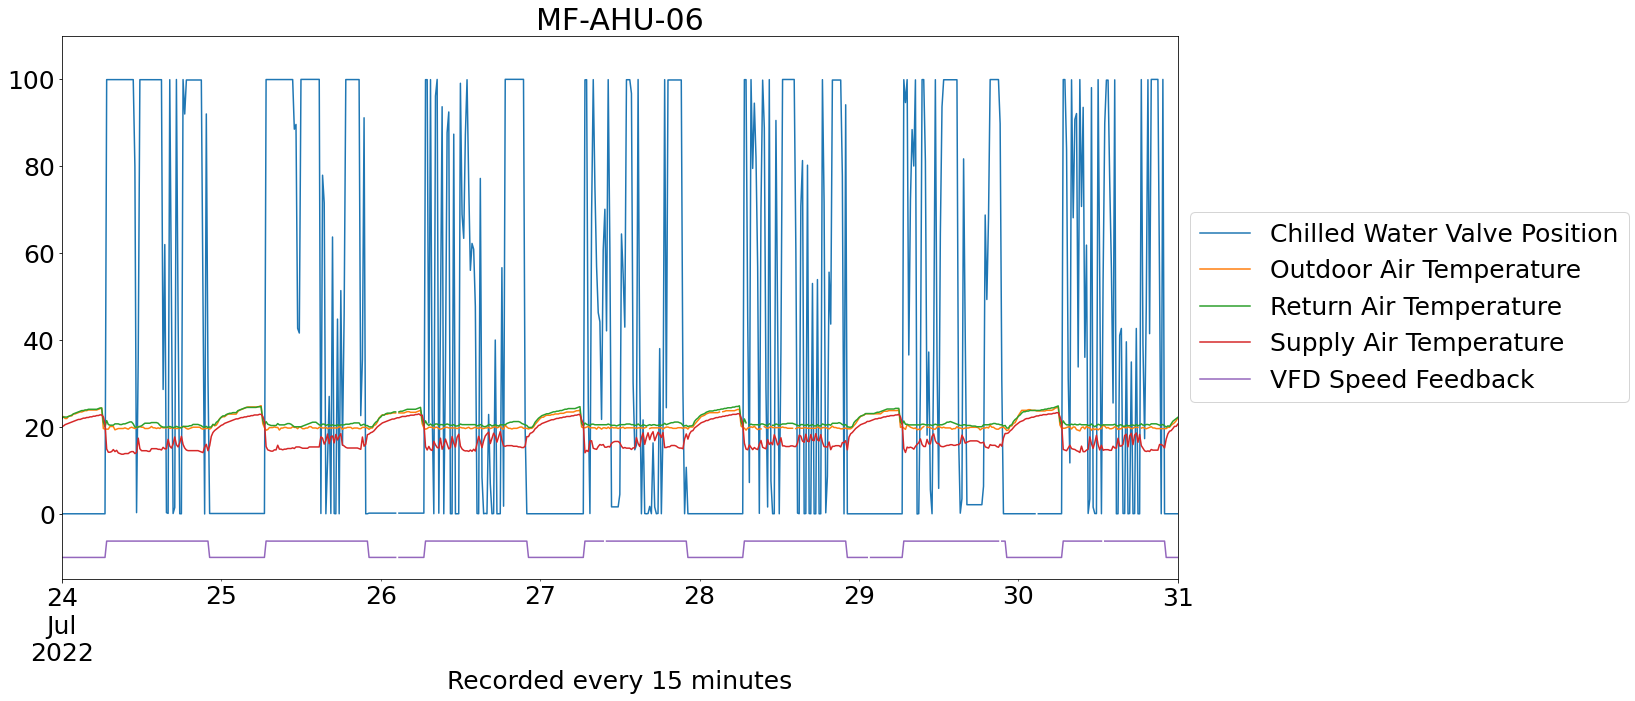 MF-AHU-06
100
80
60
40
20
0
24 25 26 27 28 29 30 31
Jul
2022
Recorded every 15 minutes
Chilled Water Valve Position
Outdoor Air Temperature
Return Air Temperature
Supply Air Temperature
VFD Speed Feedback